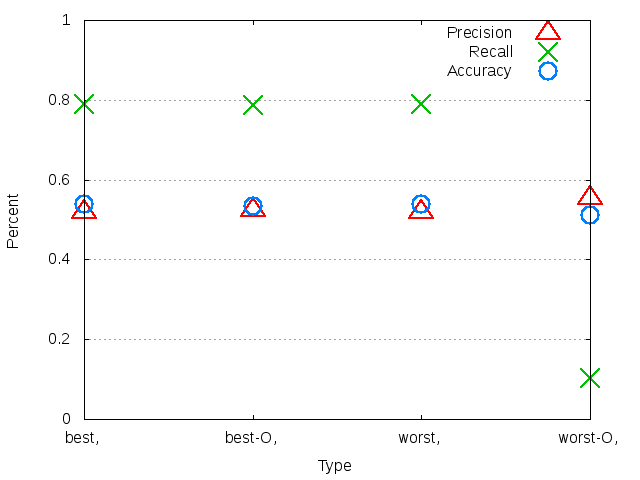 1
Precision
Recall
Accuracy
0.8
0.6
0.4
0.2
0
Percent
best, best-O, worst, worst-O,
Type